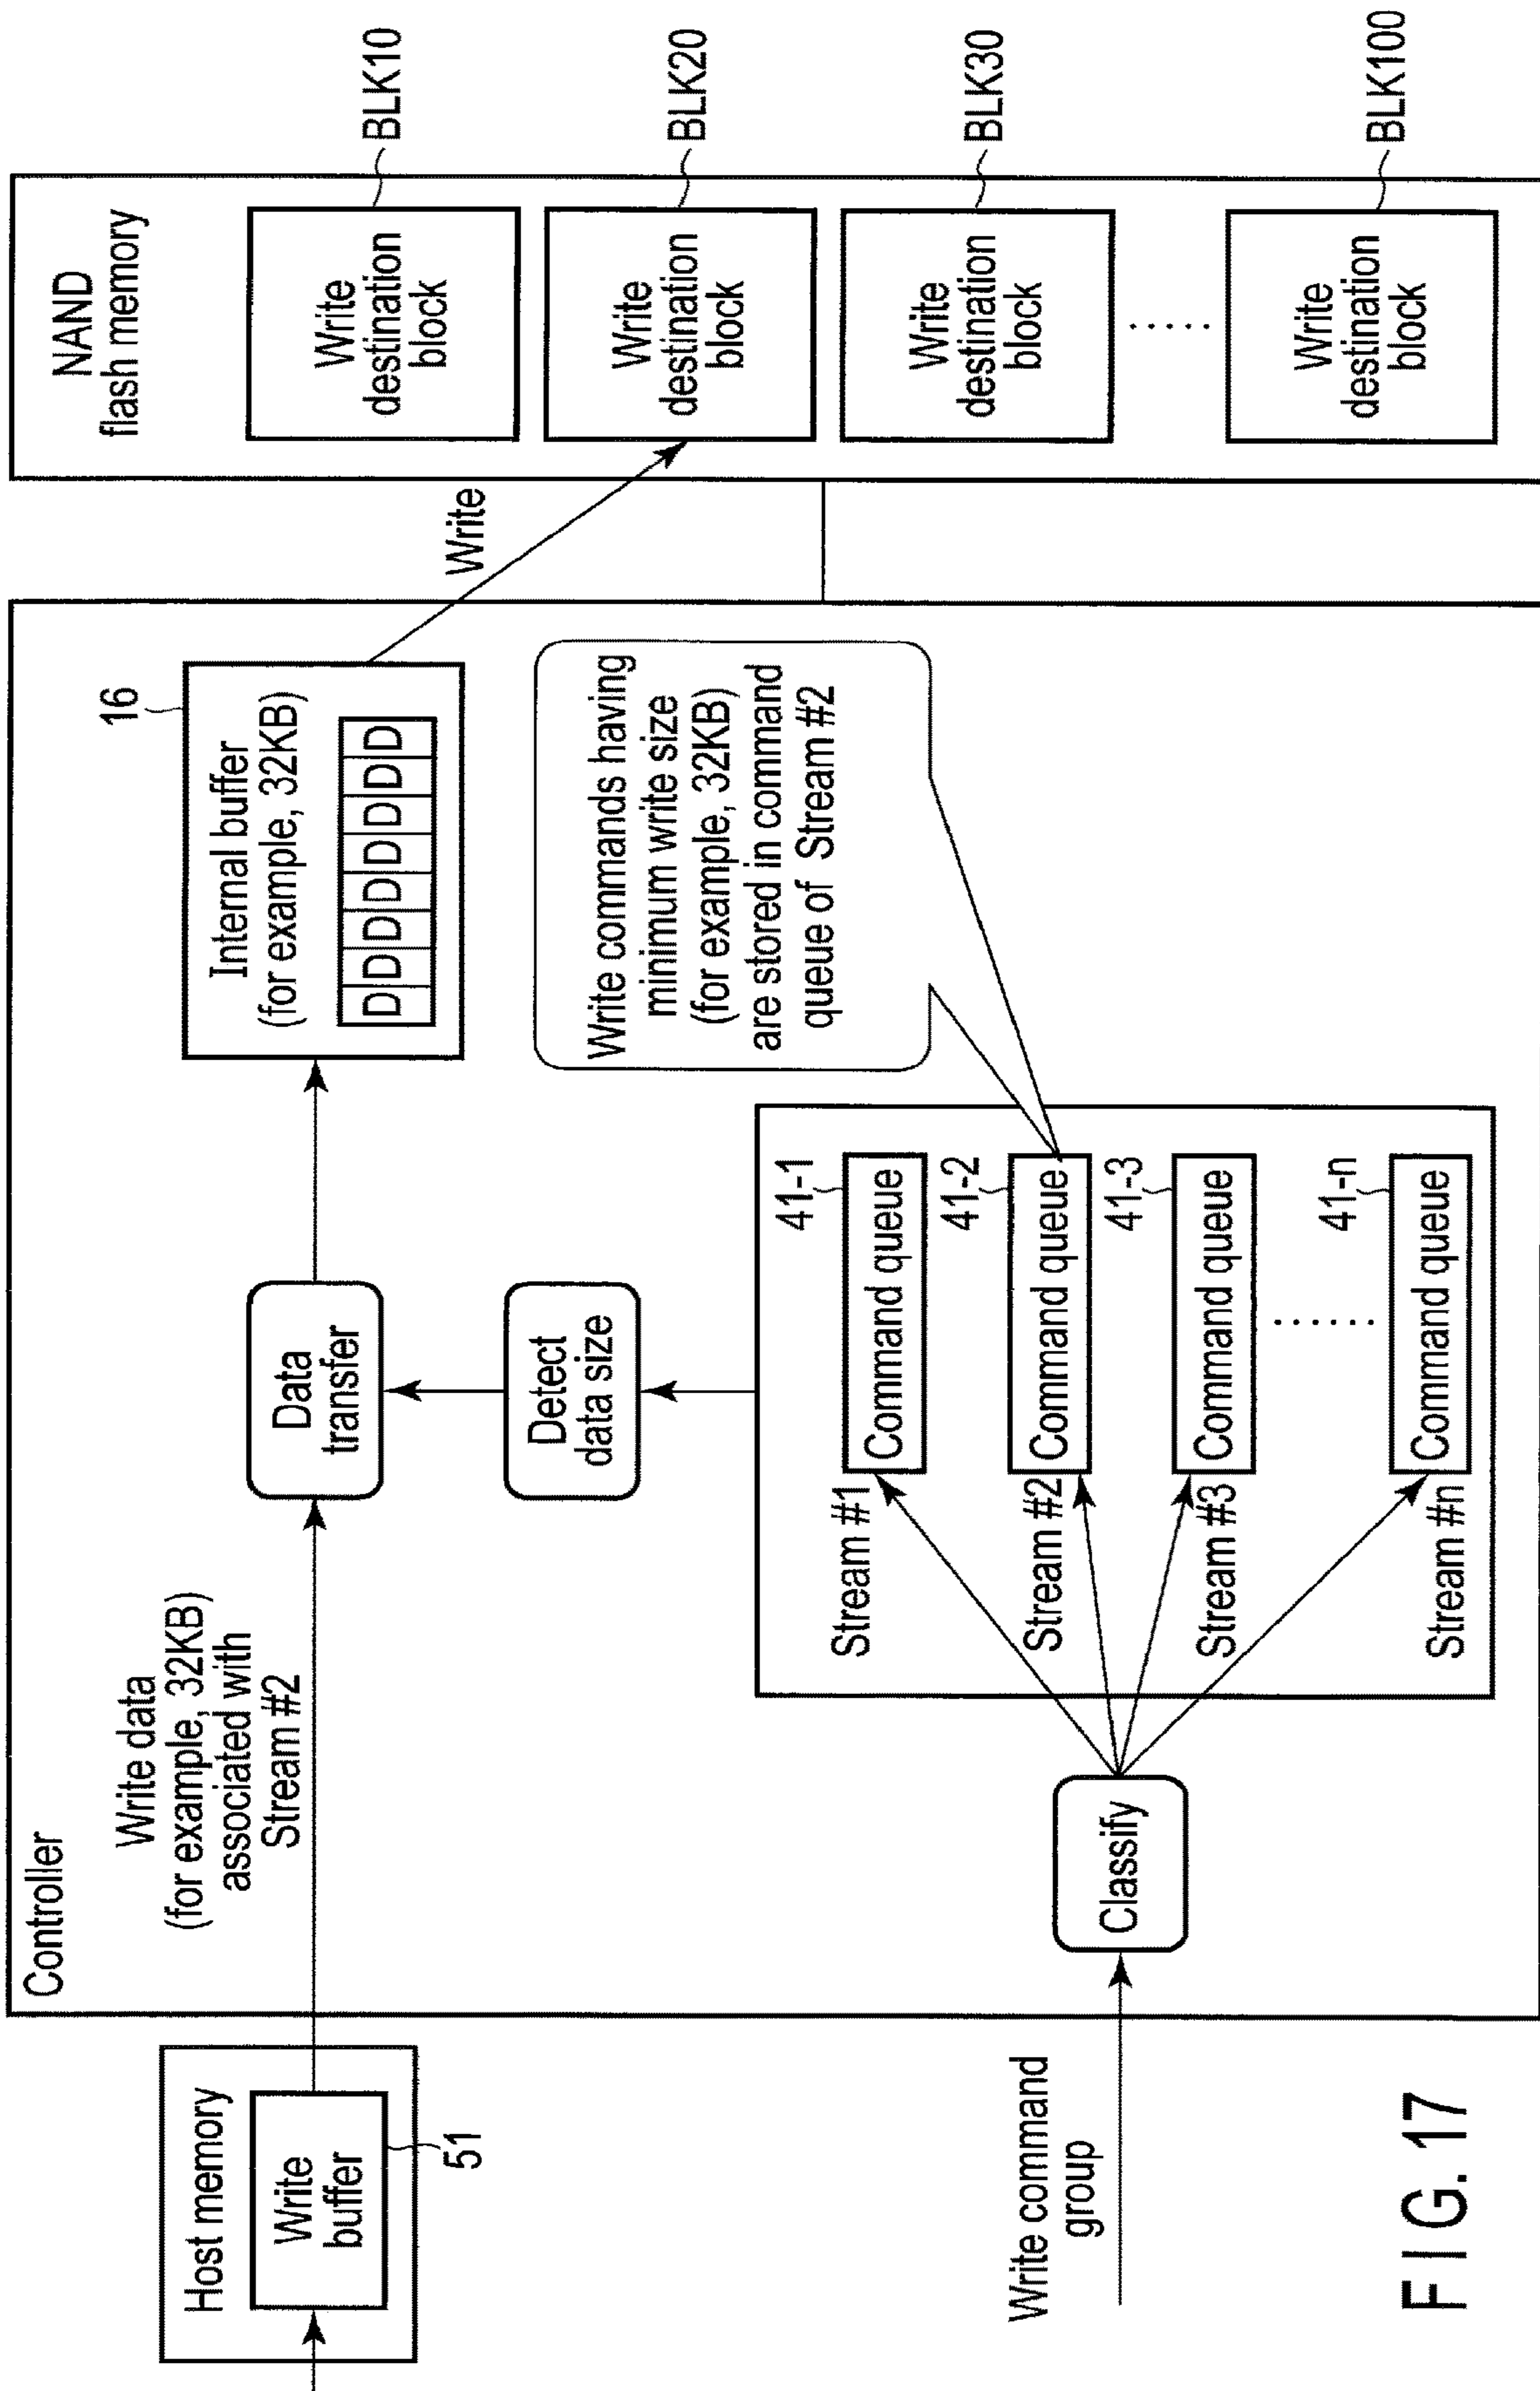 Host memory
Write
buffer
51
Write command
group
Controller
Write data
(for example, 32KB)
associated with
Stream #2
Data
transfer
Detect
data size
Classify
Stream #1
Command queue
41-1
Stream #2
Command queue
41-2
Stream #3
Command queue
41-3
Stream #n
Command queue
41-n
16
Internal buffer
(for example, 32KB)
D D D D D D D D
Write commands having
minimum write size
(for example, 32KB)
are stored in command
queue of Stream #2
Write
NAND
flash memory
Write
destination
block
BLK10
Write
destination
block
BLK20
Write
destination
block
BLK30
Write
destination
block
BLK100
FIG. 17